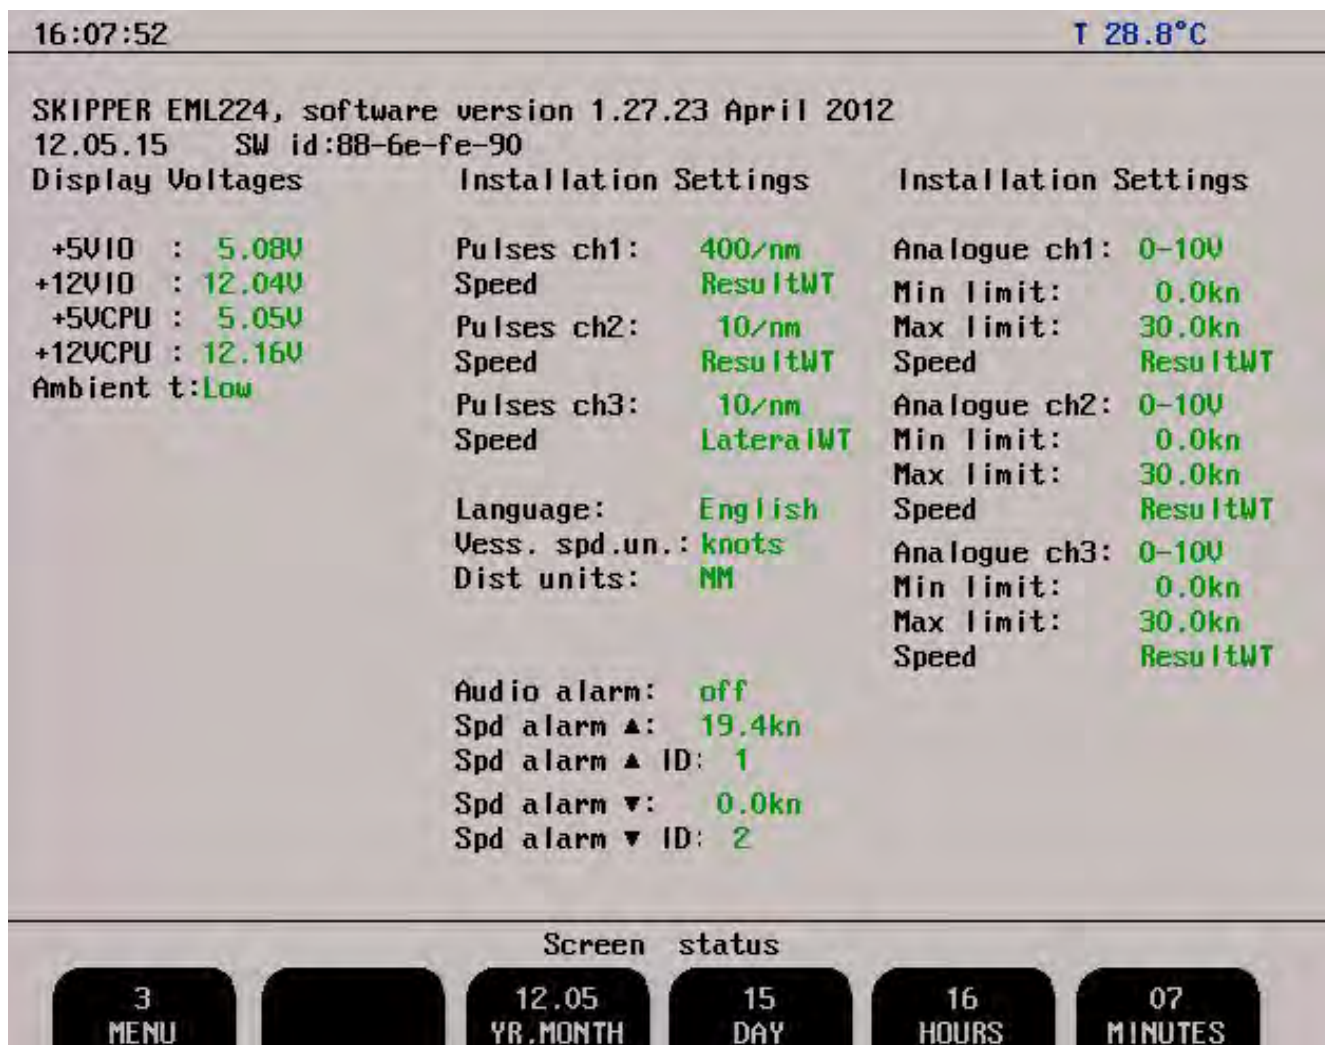 16:07:52 T 28.8°C
SKIPPER EML224, software version 1.27.23 April 2012
12.05.15 SW id:88-6e-fe-90
Display Voltages
+5VIO : 5.08V
+12VIO : 12.04V
+5VCPU : 5.05V
+12VCPU : 12.16V
Ambient t:Low
Installation Settings
Pulses ch1: 400/nm
Speed ResultWT
Pulses ch2: 10/nm
Speed ResultWT
Pulses ch3: 10/nm
Speed LateralWT
Language: English
Vess. spd.un.: knots
Dist units: NM
Audio alarm: off
Spd alarm ▲: 19.4kn
Spd alarm ▲ ID: 1
Spd alarm ▼: 0.0kn
Spd alarm ▼ ID: 2
Installation Settings
Analogue ch1: 0-10V
Min limit: 0.0kn
Max limit: 30.0kn
Speed ResultWT
Analogue ch2: 0-10V
Min limit: 0.0kn
Max limit: 30.0kn
Speed ResultWT
Analogue ch3: 0-10V
Min limit: 0.0kn
Max limit: 30.0kn
Speed ResultWT
Screen status
3
MENU
12.05
YR.MONTH
15
DAY
16
HOURS
07
MINUTES